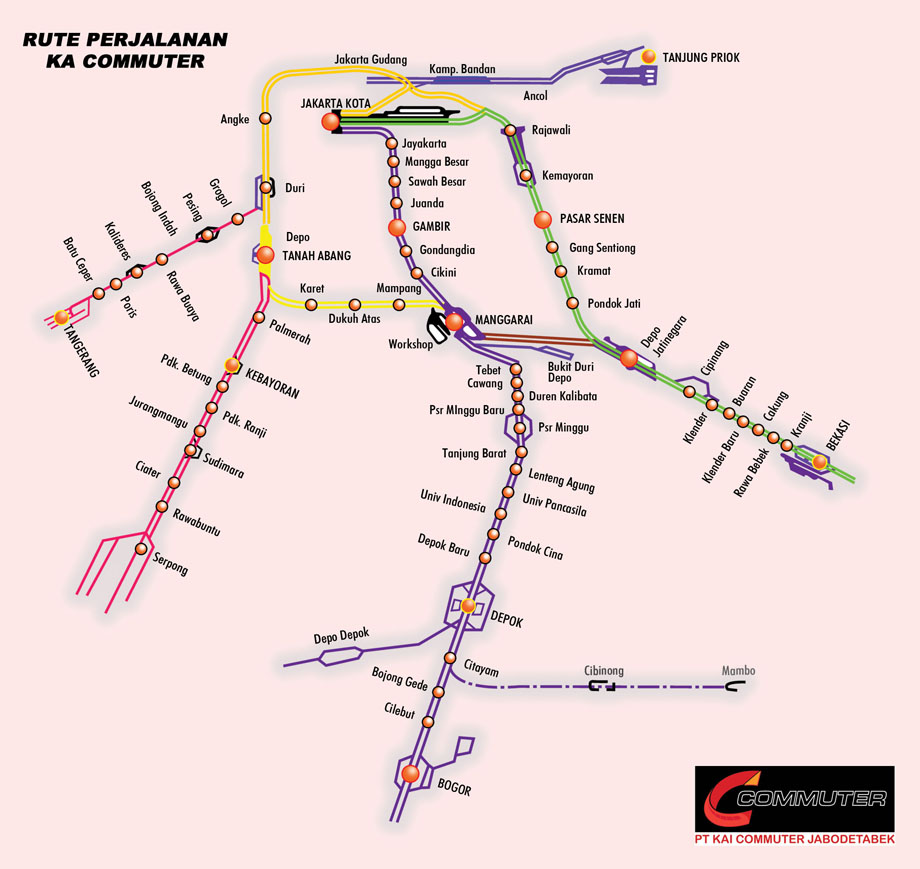 RUTE PERJALANAN
KA COMMUTER
Jakarta Gudang
Kamp. Bandan
TANJUNG PRIOK
Ancol
JAKARTA KOTA
Angke
Rajawali
Jayakarta
Mangga Besar
Kemayoran
Sawah Besar
Duri
Juanda
Grogol
Pesing
Bojong Indah
Kalideres
Batu Ceper
PASAR SENEN
GAMBIR
Depo
TANAH ABANG
Gondangdia
Gang Sentiong
Cikini
Kramat
Rawa Buaya
Poris
TANGERANG
Karet
Mampang
Dukuh Atas
Pondok Jati
MANGGARAI
Workshop
Palmerah
Depo
Jatinegara
Cipinang
Bukit Duri
Depo
Tebet
Cawang
Pdk. Betung
KEBAYORAN
Duren Kalibata
Buaran
Cakung
Kranji
BEKASI
Klender
Klender Baru
Rawa Bebek
Psr MInggu Baru
Psr Minggu
Jurangmangu
Pdk. Ranji
Tanjung Barat
Sudimara
Lenteng Agung
Ciater
Univ Indonesia
Univ Pancasila
Rawabuntu
Depok Baru
Pondok Cina
Serpong
DEPOK
Depo Depok
Citayam
Cibinong
Mambo
Bojong Gede
Cilebut
BOGOR
COMMUTER
PT KAI COMMUTER JABODETABEK